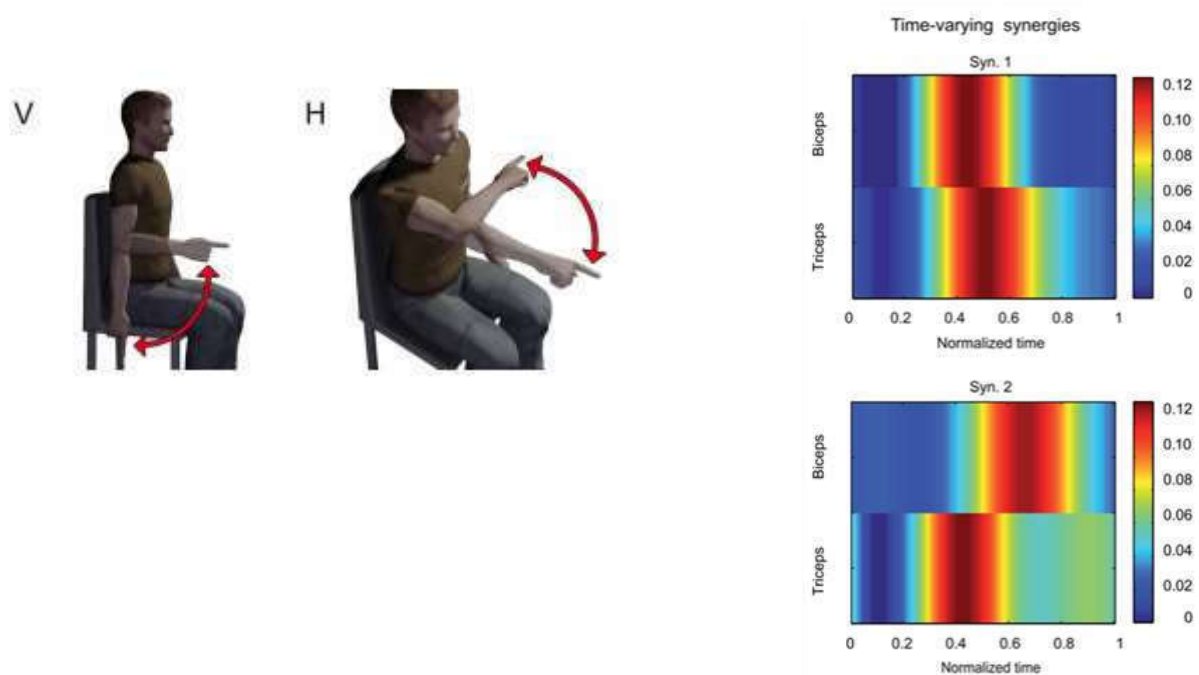 V
H
Time-varying synergies
Syn. 1
Biceps
Triceps
0.12
0.10
0.08
0.06
0.04
0.02
0
0 0.2 0.4 0.6 0.8 1
Normalized time
Syn. 2
Biceps
Triceps
0.12
0.10
0.08
0.06
0.04
0.02
0
0 0.2 0.4 0.6 0.8 1
Normalized time